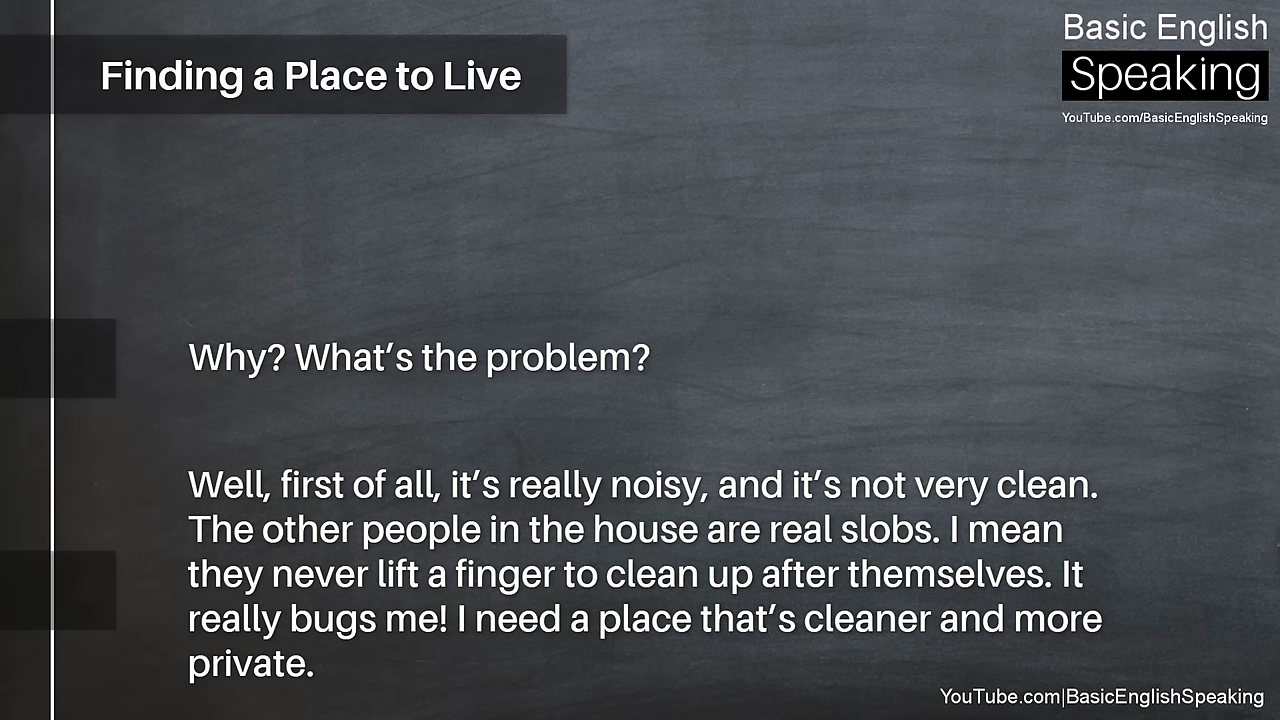 Basic English
Speaking
YouTube.com/BasicEnglishSpeaking
Finding a Place to Live
Why? What’s the problem?
Well, first of all, it’s really noisy, and it’s not very clean.
The other people in the house are real slobs. I mean
they never lift a finger to clean up after themselves. It
really bugs me! I need a place that’s cleaner and more
private.
YouTube.com|BasicEnglishSpeaking